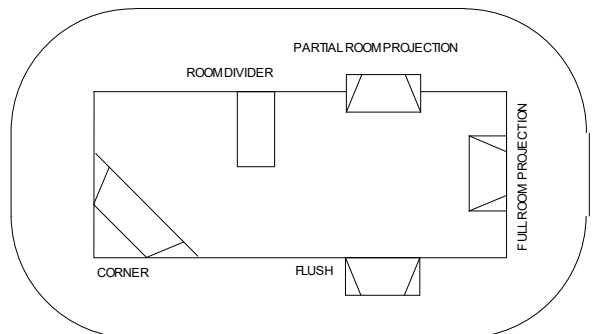 PARTIAL ROOM PROJECTION
ROOM DIVIDER
FULL ROOM PROJECTION
CORNER
FLUSH